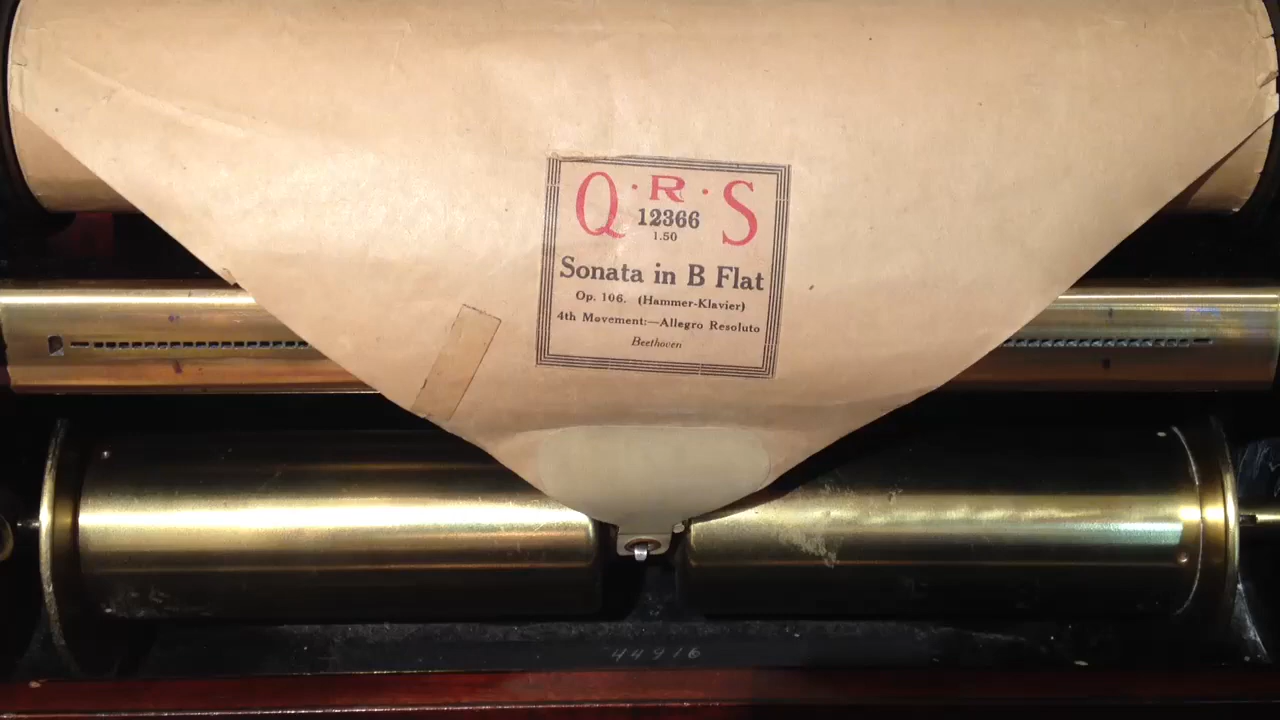 Q·R·S
12366
1.50
Sonata in B Flat
Op. 106. (Hammer-Klavier)
4th Movement:—Allegro Resoluto
Beethoven
44916